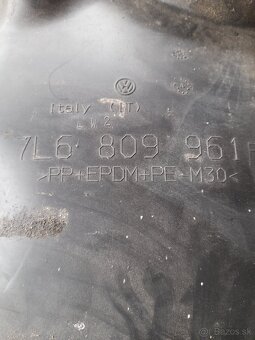 Italy (IT)
7L6 809 961
>PP+EPDM+PE-M30<
bazos.sk